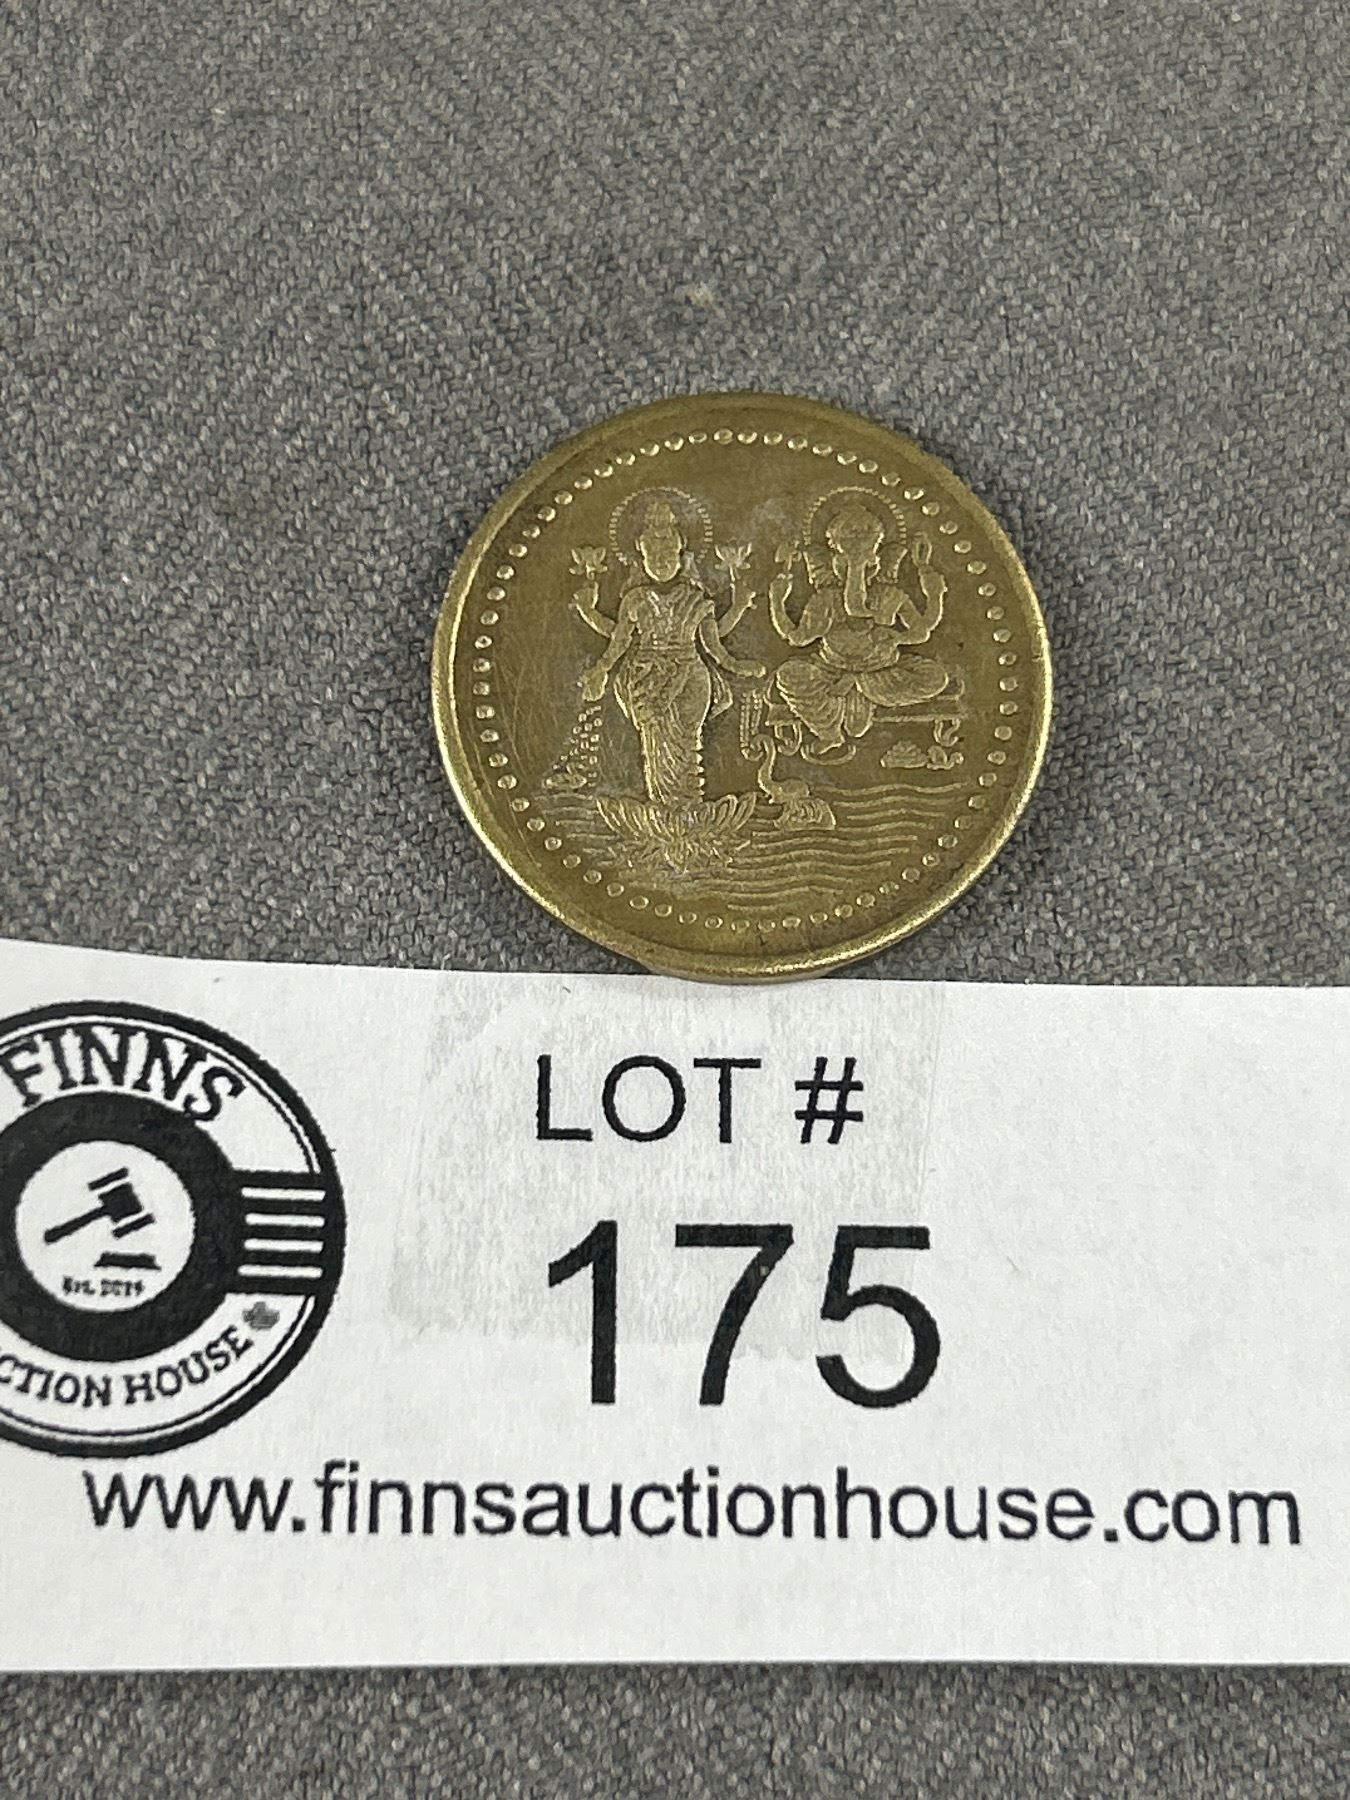 FINNS
Est. 2019
CTION HOUSE
LOT #
175
www.finnsauctionhouse.com